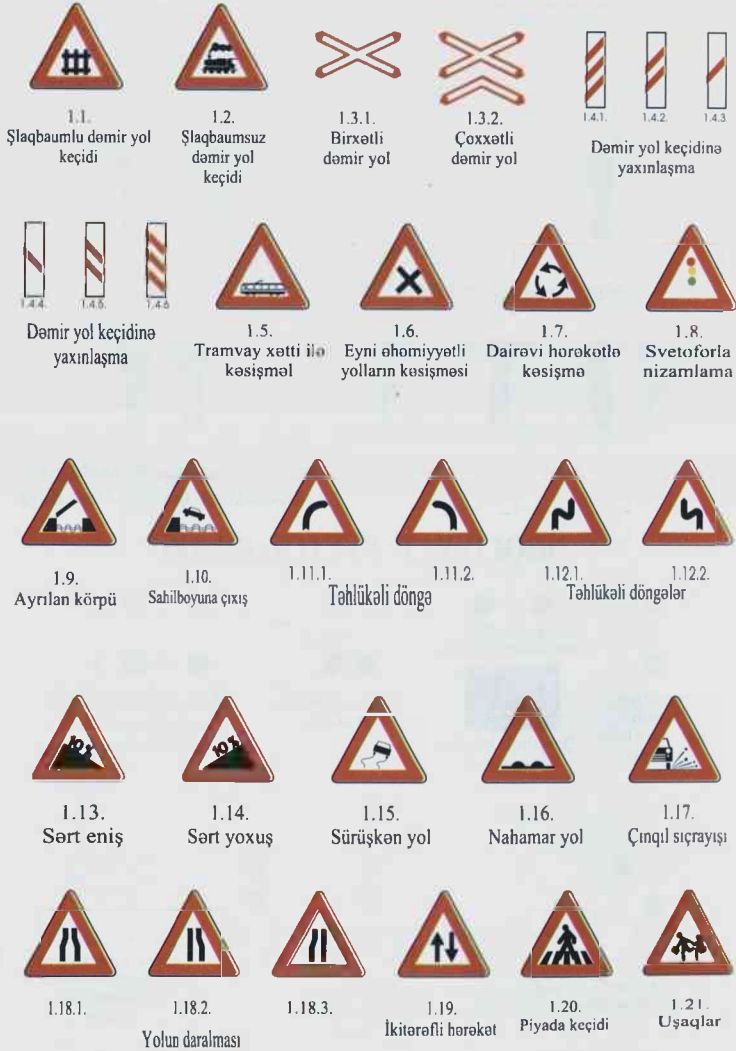 1.1.
Şlaqbaumlu dəmir yol
keçidi
1.2.
Şlaqbaumsuz
dəmir yol
keçidi
1.3.1.
Birxətli
dəmir yol
1.3.2.
Çoxxətli
dəmir yol
1.4.1. 1.4.2. 1.4.3
Dəmir yol keçidinə
yaxınlaşma
1.4.4. 1.4.5. 1.4.6
Dəmir yol keçidinə
yaxınlaşma
1.5.
Tramvay xətti ilə
kəsişməl
1.6.
Eyni əhəmiyyətli
yolların kəsişməsi
1.7.
Dairəvi hərəkətlə
kəsişmə
1.8.
Svetoforla
nizamlama
1.9.
Ayrılan körpü
1.10.
Sahilboyuna çıxış
1.11.1. 1.11.2.
Təhlükəli döngə
1.12.1. 1.12.2.
Təhlükəli döngələr
10%
1.13.
Sərt eniş
10%
1.14.
Sərt yoxuş
1.15.
Sürüşkən yol
1.16.
Nahamar yol
1.17.
Çınqıl sıçrayışı
1.18.1. 1.18.2. 1.18.3.
Yolun daralması
1.19.
İkitərəfli hərəkət
1.20.
Piyada keçidi
1.21.
Uşaqlar